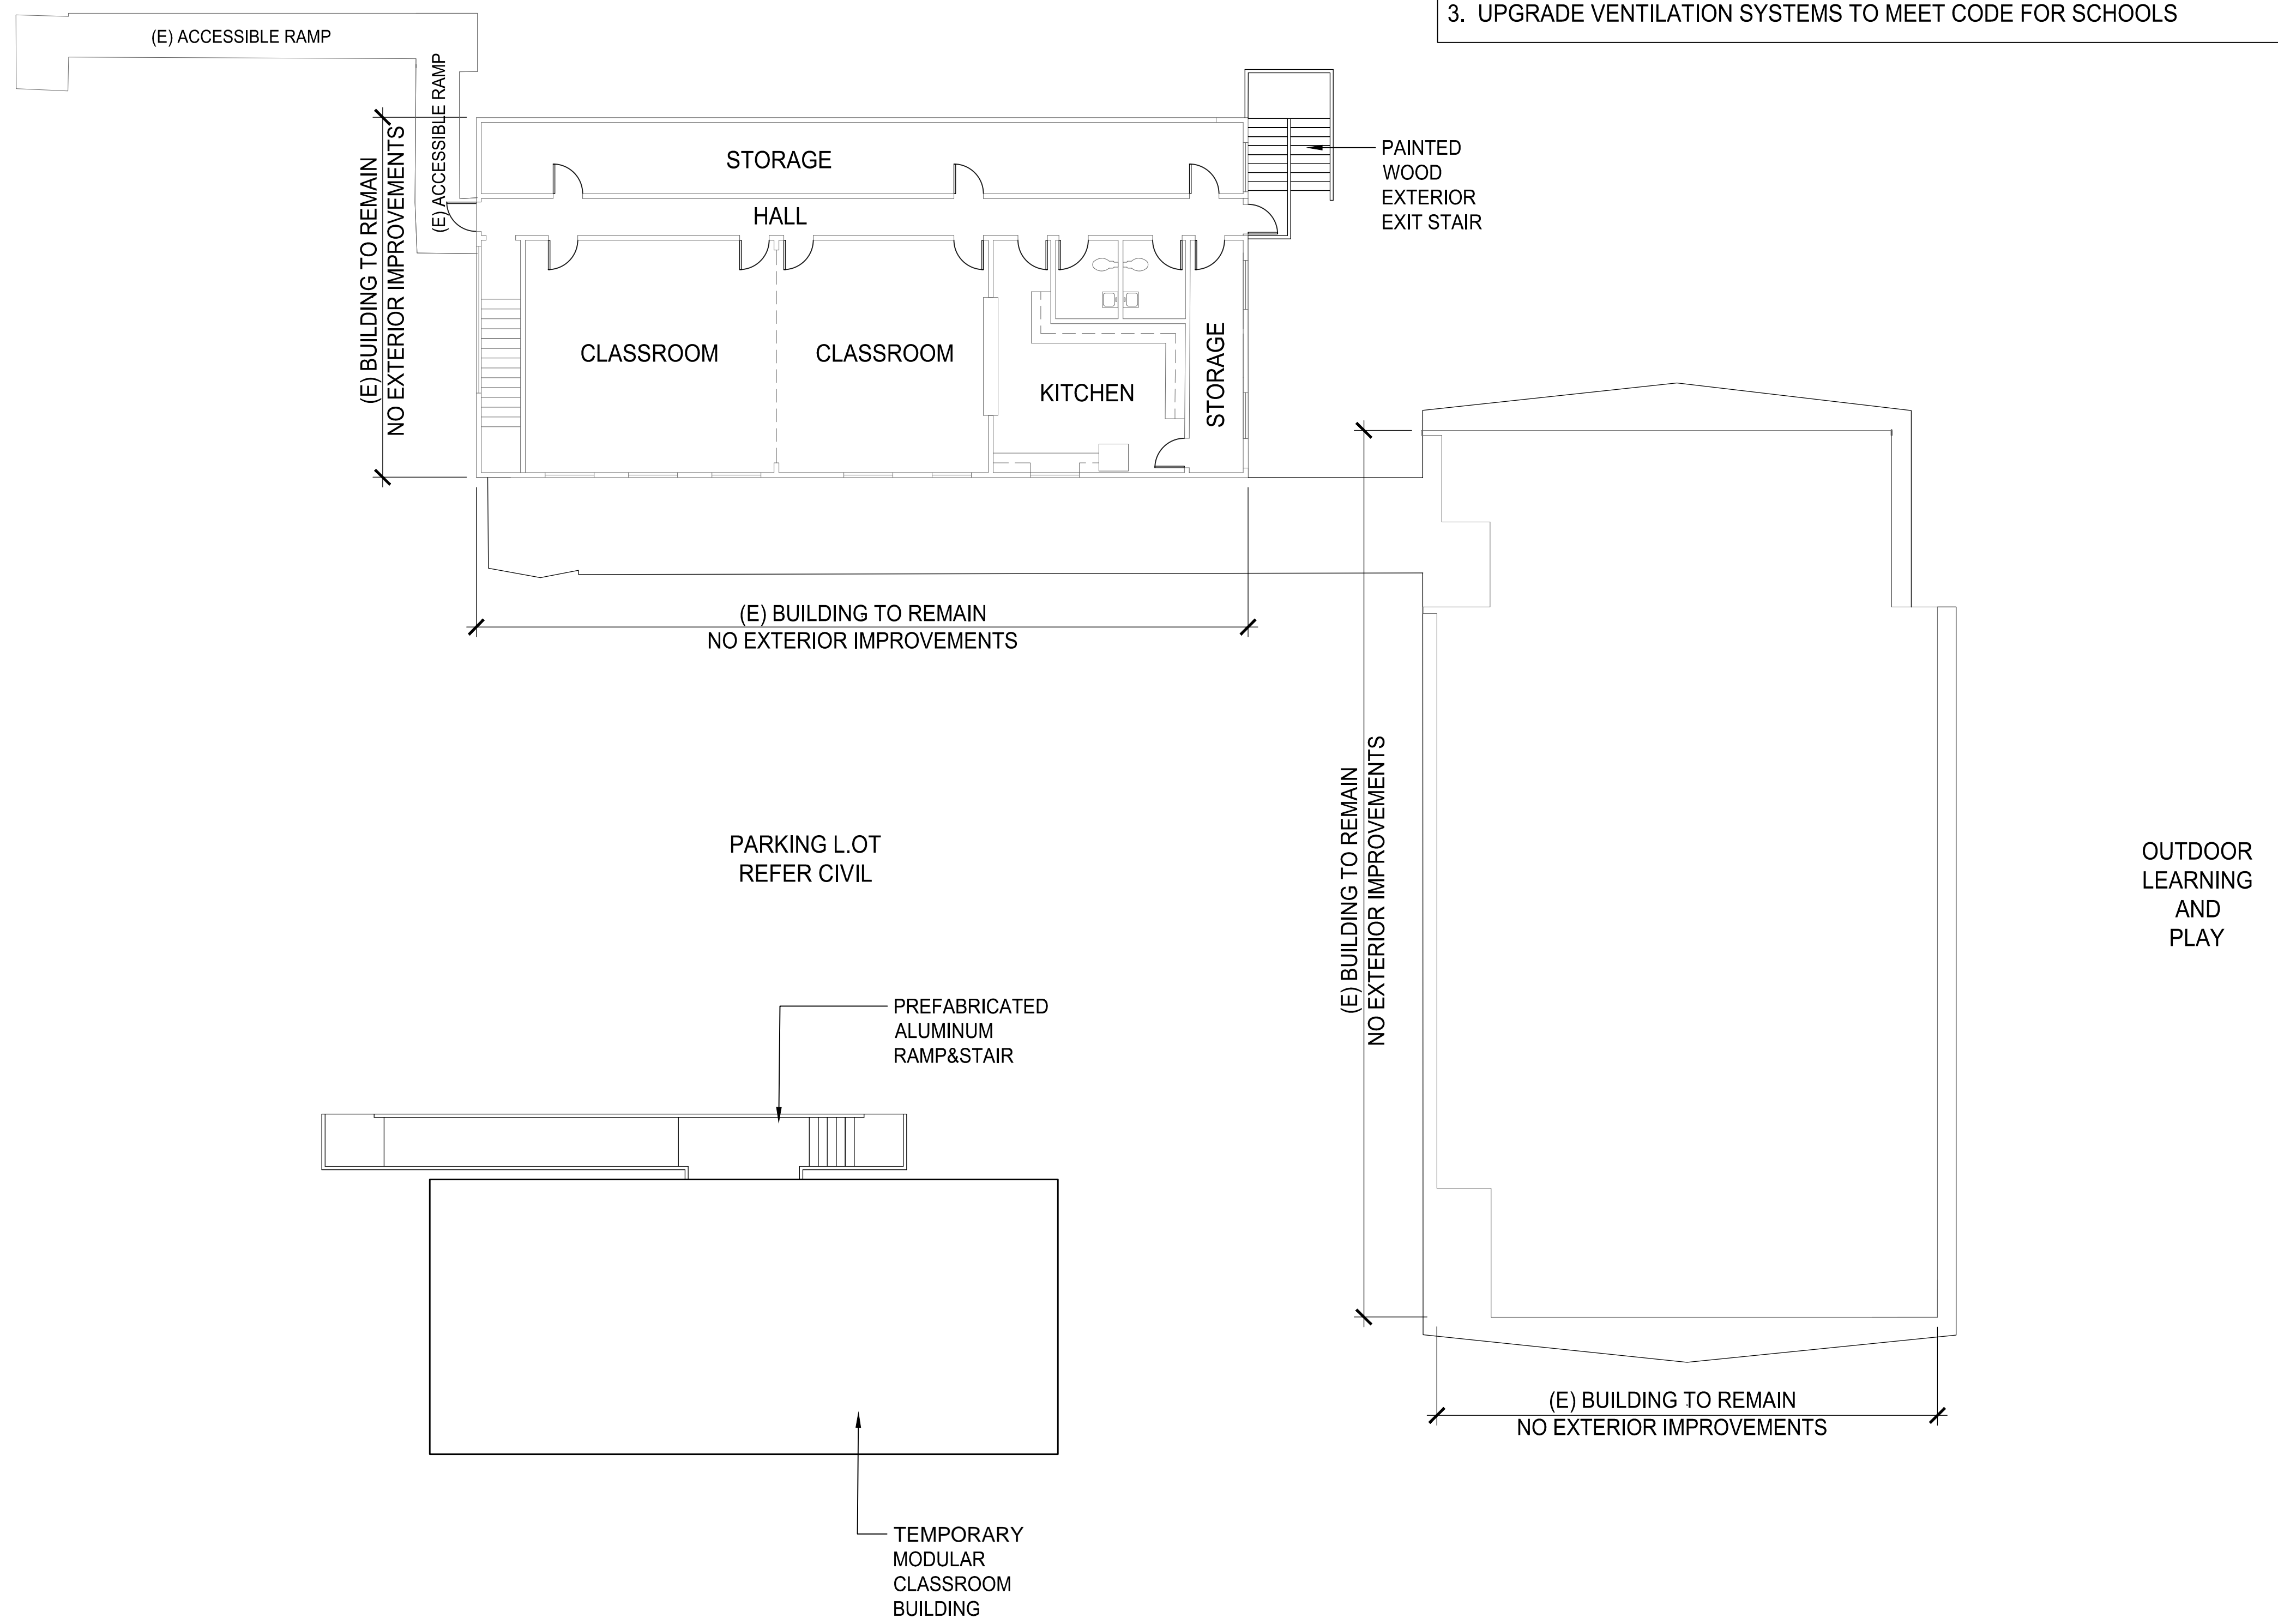 3. UPGRADE VENTILATION SYSTEMS TO MEET CODE FOR SCHOOLS
(E) ACCESSIBLE RAMP
(E) ACCESSIBLE RAMP
(E) BUILDING TO REMAIN
NO EXTERIOR IMPROVEMENTS
STORAGE
HALL
PAINTED
WOOD
EXTERIOR
EXIT STAIR
CLASSROOM
CLASSROOM
KITCHEN
STORAGE
(E) BUILDING TO REMAIN
NO EXTERIOR IMPROVEMENTS
PARKING L.OT
REFER CIVIL
(E) BUILDING TO REMAIN
NO EXTERIOR IMPROVEMENTS
OUTDOOR
LEARNING
AND
PLAY
PREFABRICATED
ALUMINUM
RAMP&STAIR
(E) BUILDING TO REMAIN
NO EXTERIOR IMPROVEMENTS
TEMPORARY
MODULAR
CLASSROOM
BUILDING